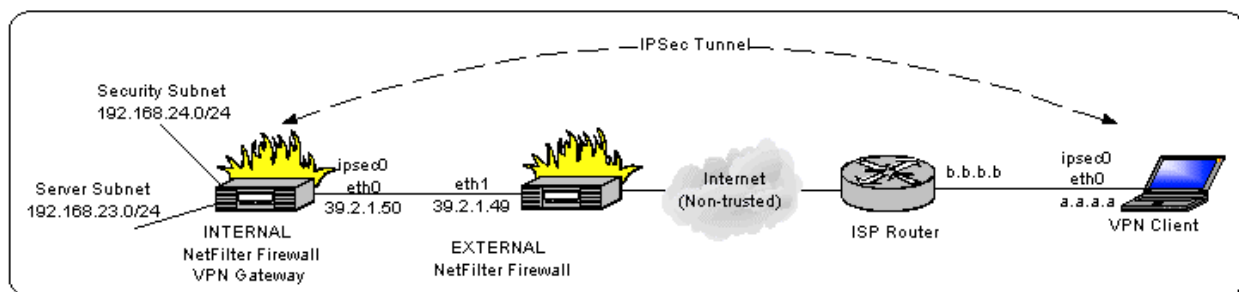 IPSec Tunnel
Security Subnet
192.168.24.0/24
Server Subnet
192.168.23.0/24
ipsec0
eth0
39.2.1.50
eth1
39.2.1.49
INTERNAL
NetFilter Firewall
VPN Gateway
EXTERNAL
NetFilter Firewall
Internet
(Non-trusted)
ISP Router
b.b.b.b
ipsec0
eth0
a.a.a.a
VPN Client